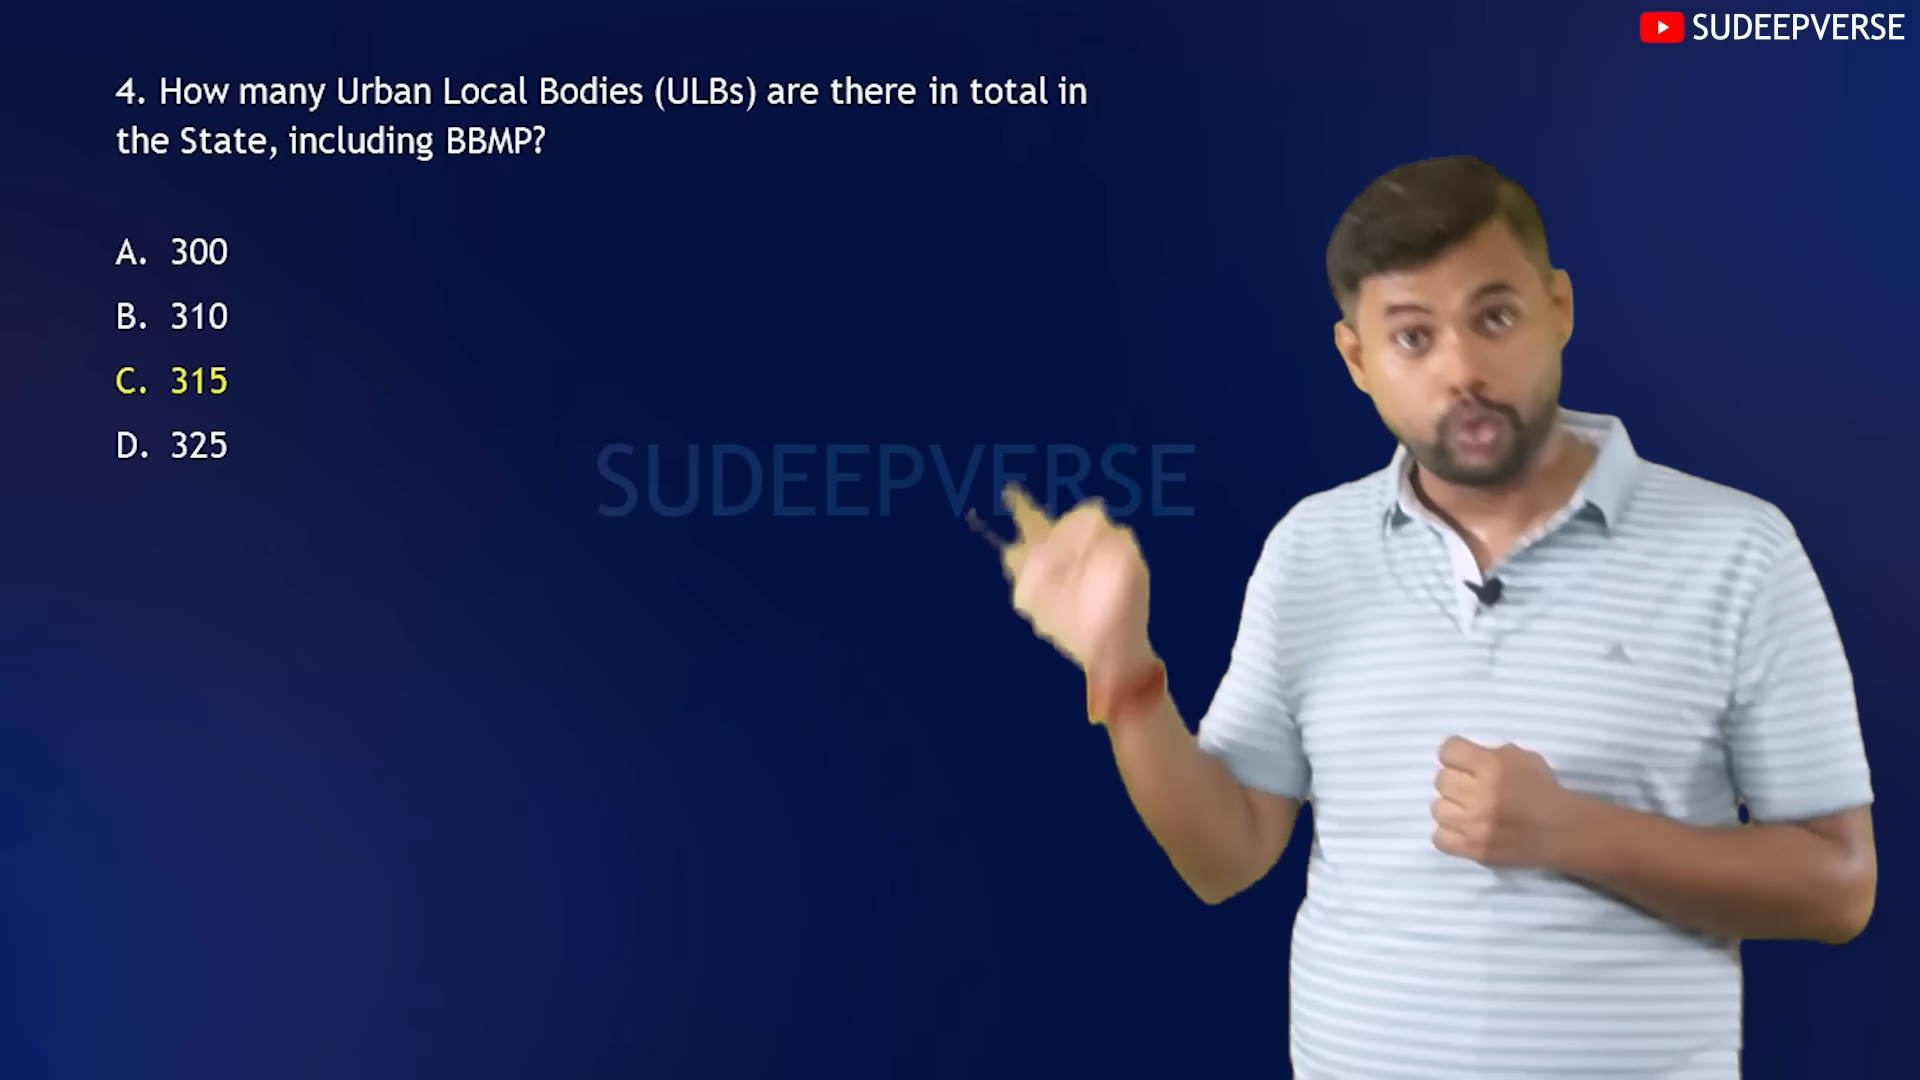 SUDEEPVERSE
4. How many Urban Local Bodies (ULBs) are there in total in
the State, including BBMP?
A. 300
B. 310
C. 315
D. 325
SUDEEPVERSE